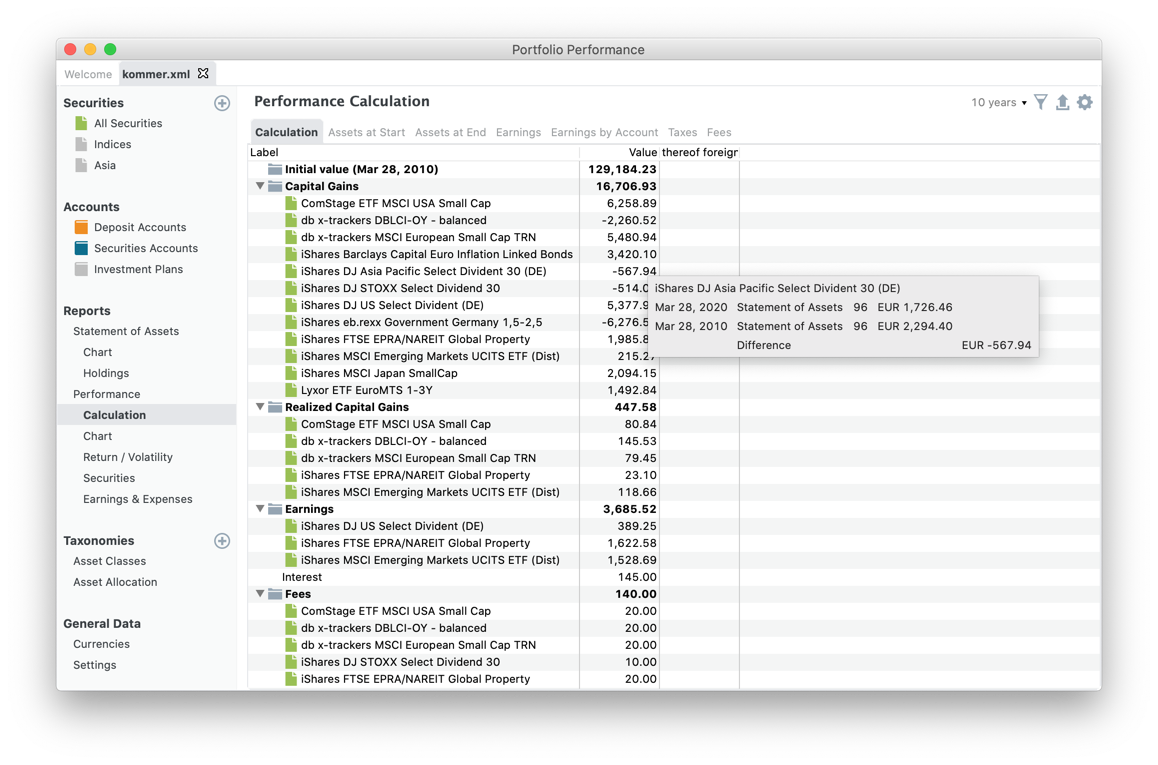 Portfolio Performance
Welcome kommer.xml
Securities
All Securities
Indices
Asia
Accounts
Deposit Accounts
Securities Accounts
Investment Plans
Reports
Statement of Assets
Chart
Holdings
Performance
Calculation
Chart
Return / Volatility
Securities
Earnings & Expenses
Taxonomies
Asset Classes
Asset Allocation
General Data
Currencies
Settings
Performance Calculation
10 years
Calculation Assets at Start Assets at End Earnings Earnings by Account Taxes Fees
Label Value thereof foreign
Initial value (Mar 28, 2010) 129,184.23
Capital Gains 16,706.93
ComStage ETF MSCI USA Small Cap 6,258.89
db x-trackers DBLCI-OY - balanced -2,260.52
db x-trackers MSCI European Small Cap TRN 5,480.94
iShares Barclays Capital Euro Inflation Linked Bonds 3,420.10
iShares DJ Asia Pacific Select Divident 30 (DE) -567.94
iShares DJ STOXX Select Dividend 30 -514.0
iShares DJ US Select Divident (DE) 5,377.9
iShares eb.rexx Government Germany 1,5-2,5 -6,276.5
iShares FTSE EPRA/NAREIT Global Property 1,985.8
iShares MSCI Emerging Markets UCITS ETF (Dist) 215.27
iShares MSCI Japan SmallCap 2,094.15
Lyxor ETF EuroMTS 1-3Y 1,492.84
Realized Capital Gains 447.58
ComStage ETF MSCI USA Small Cap 80.84
db x-trackers DBLCI-OY - balanced 145.53
db x-trackers MSCI European Small Cap TRN 79.45
iShares FTSE EPRA/NAREIT Global Property 23.10
iShares MSCI Emerging Markets UCITS ETF (Dist) 118.66
Earnings 3,685.52
iShares DJ US Select Divident (DE) 389.25
iShares FTSE EPRA/NAREIT Global Property 1,622.58
iShares MSCI Emerging Markets UCITS ETF (Dist) 1,528.69
Interest 145.00
Fees 140.00
ComStage ETF MSCI USA Small Cap 20.00
db x-trackers DBLCI-OY - balanced 20.00
db x-trackers MSCI European Small Cap TRN 20.00
iShares DJ STOXX Select Dividend 30 10.00
iShares FTSE EPRA/NAREIT Global Property 20.00
iShares DJ Asia Pacific Select Divident 30 (DE)
Mar 28, 2020 Statement of Assets 96 EUR 1,726.46
Mar 28, 2010 Statement of Assets 96 EUR 2,294.40
Difference EUR -567.94